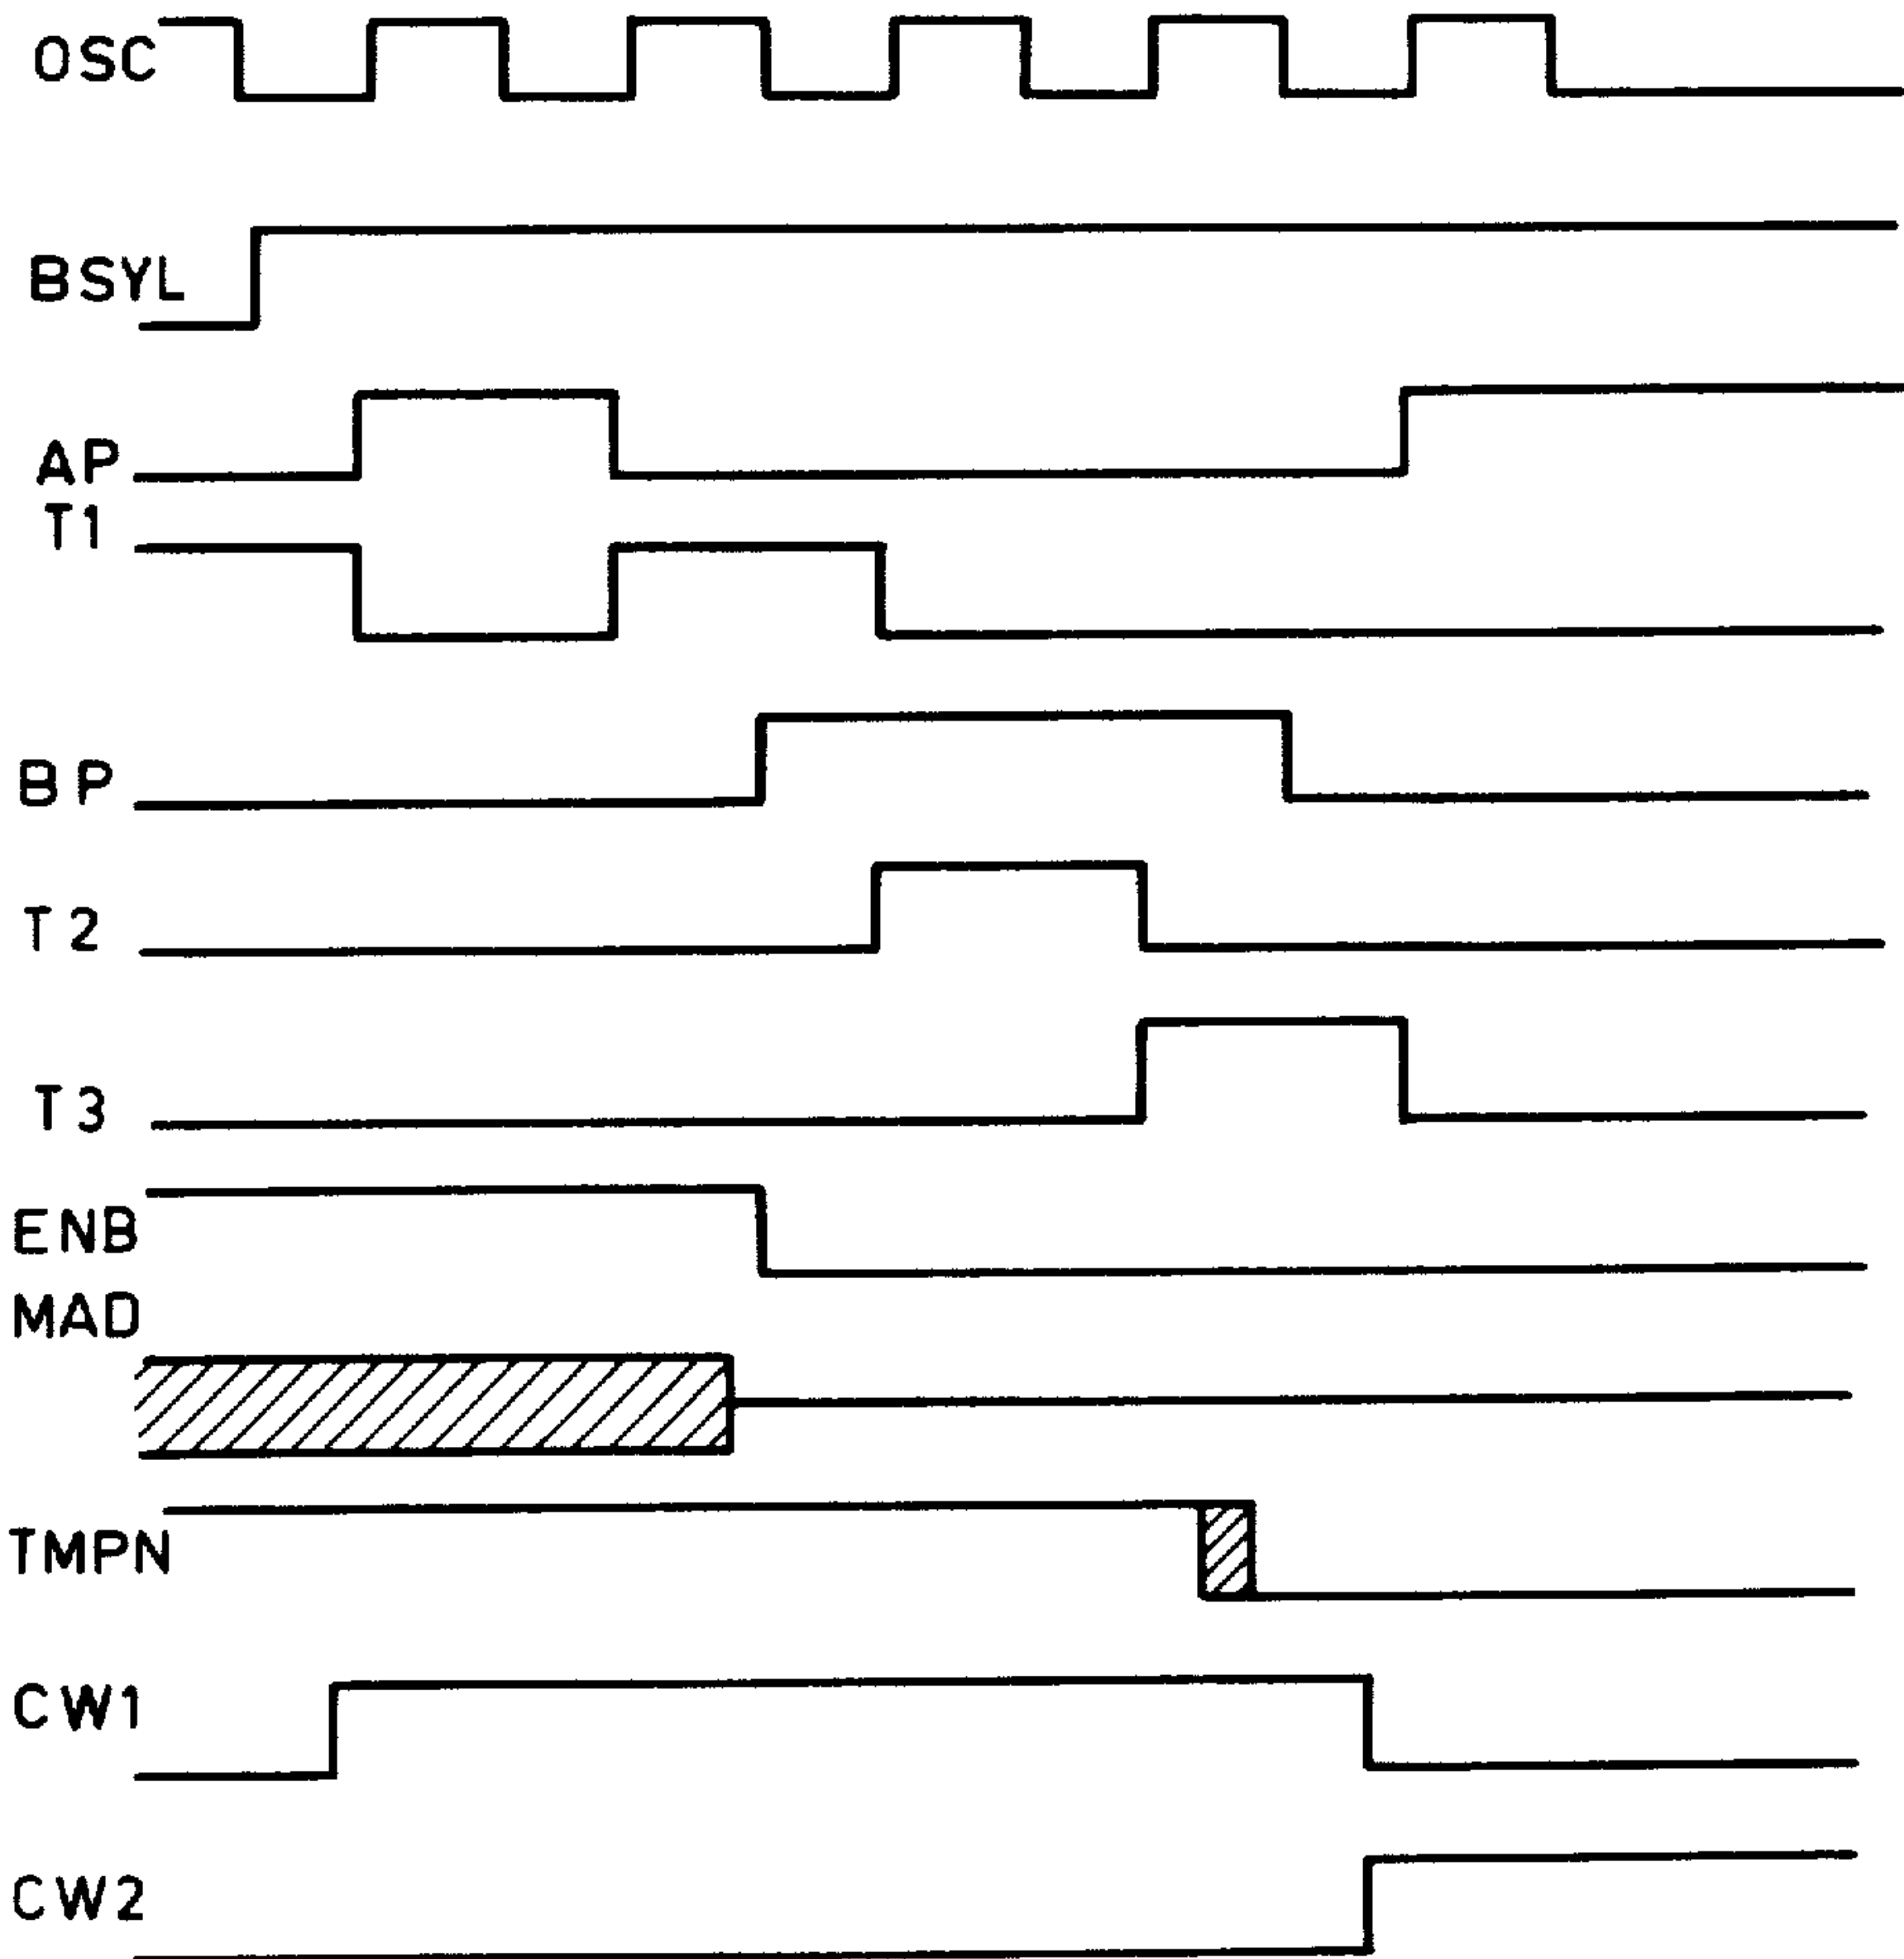 OSC
BSYL
AP
T1
BP
T2
T3
ENB
MAD
TMPN
CW1
CW2